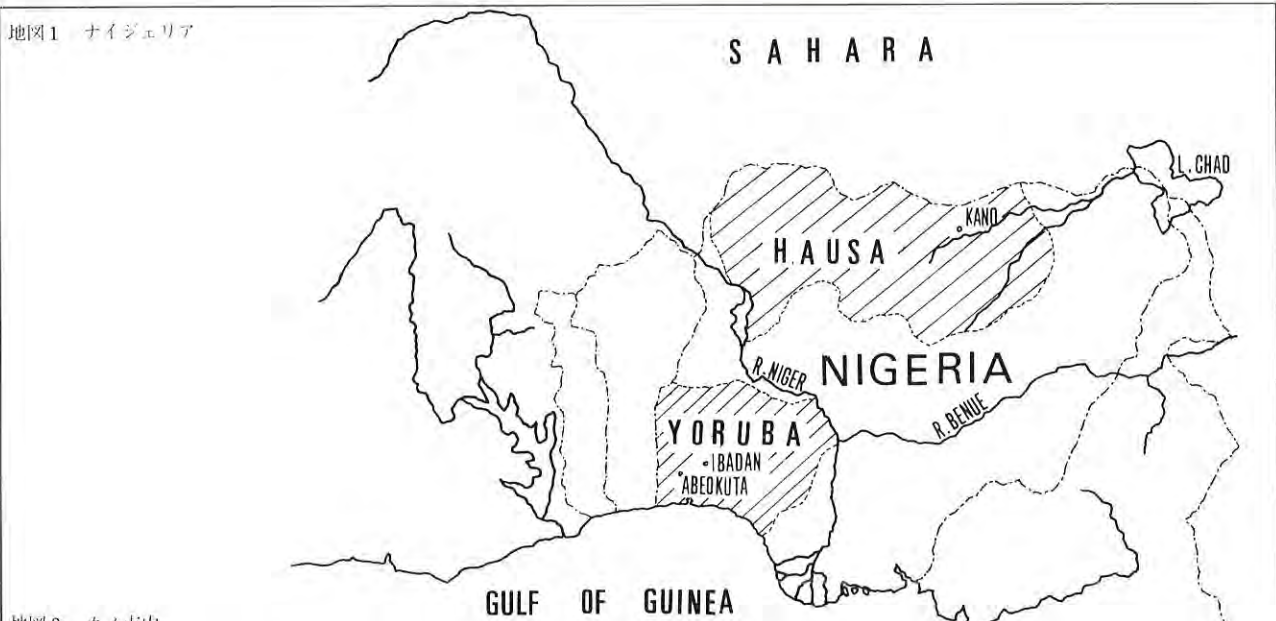 地図1 ナイジェリア
SAHARA
L. CHAD
KANO
HAUSA
R. NIGER
NIGERIA
R. BENUE
YORUBA
IBADAN
ABEOKUTA
GULF OF GUINEA